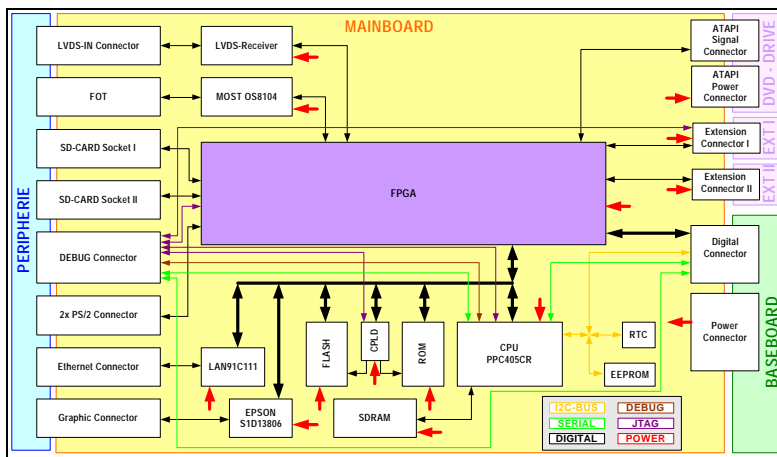 MAINBOARD
PERIPHERIE
LVDS-IN Connector
LVDS-Receiver
FOT
MOST OS8104
SD-CARD Socket I
SD-CARD Socket II
DEBUG Connector
2x PS/2 Connector
Ethernet Connector
Graphic Connector
FPGA
LAN91C111
EPSON
S1D13806
FLASH
CPLD
ROM
SDRAM
CPU
PPC405CR
RTC
EEPROM
ATAPI
Signal
Connector
ATAPI
Power
Connector
DVD - DRIVE
Extension
Connector I
EXT I
Extension
Connector II
EXT II
Digital
Connector
Power
Connector
BASEBOARD
I2C-BUS
DEBUG
SERIAL
JTAG
DIGITAL
POWER